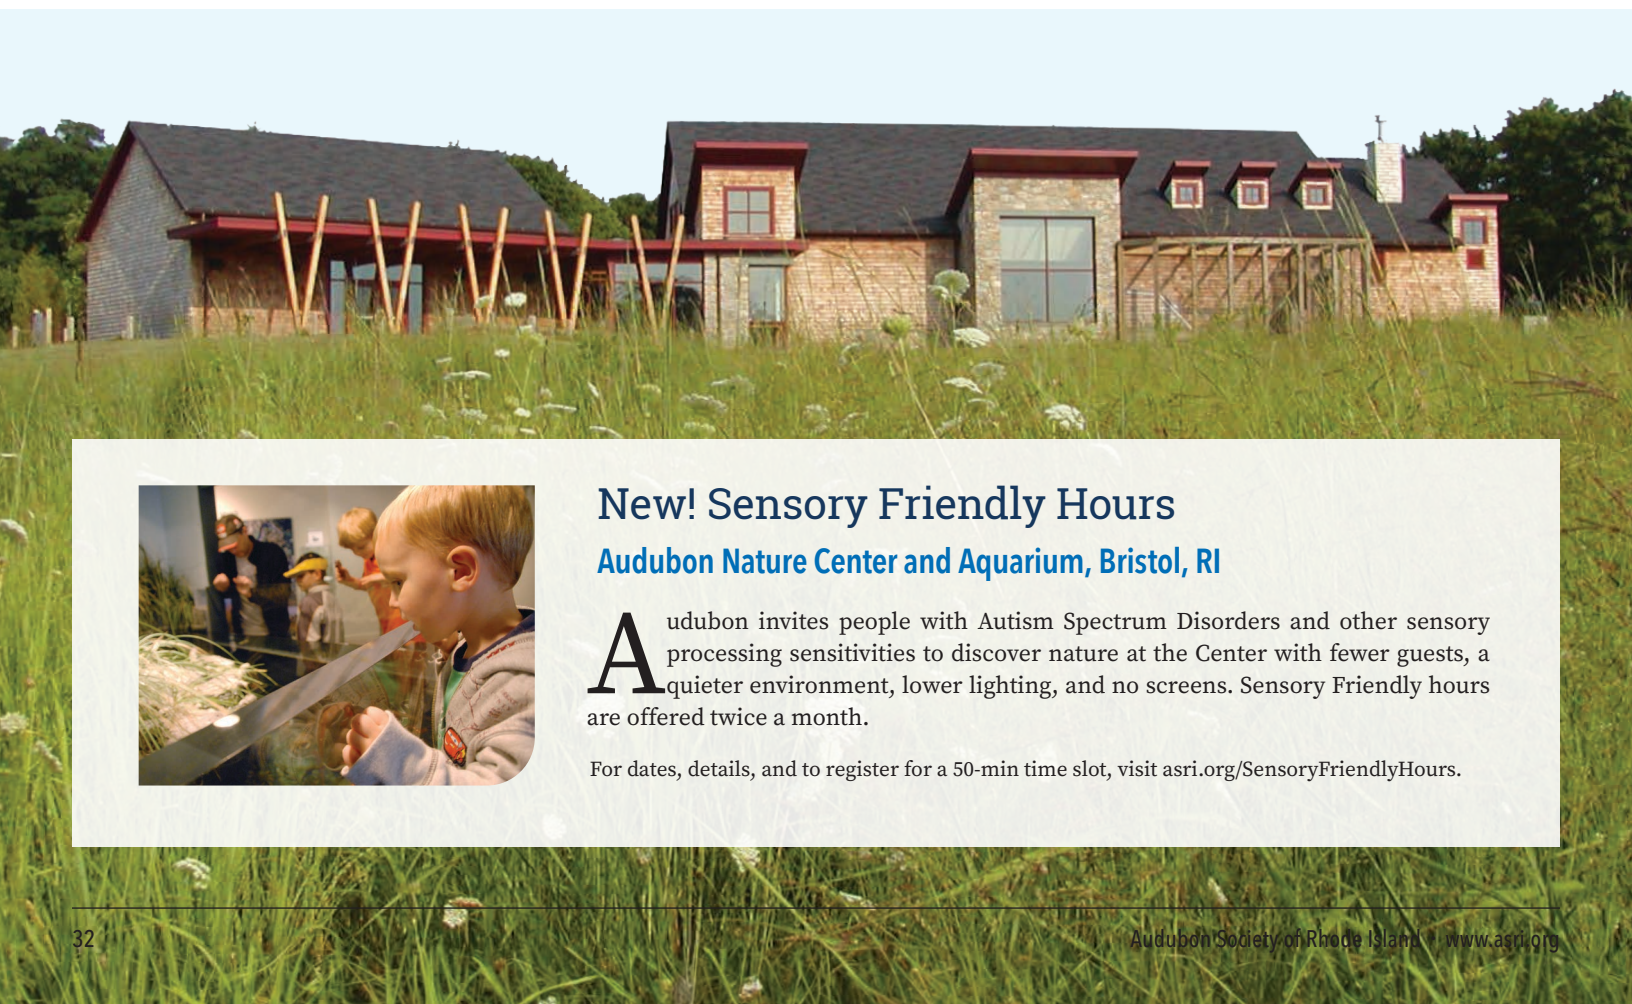 New! Sensory Friendly Hours
Audubon Nature Center and Aquarium, Bristol, RI
Audubon invites people with Autism Spectrum Disorders and other sensory
processing sensitivities to discover nature at the Center with fewer guests, a
quieter environment, lower lighting, and no screens. Sensory Friendly hours
are offered twice a month.
For dates, details, and to register for a 50-min time slot, visit asri.org/SensoryFriendlyHours.
32
Audubon Society of Rhode Island • www.asri.org